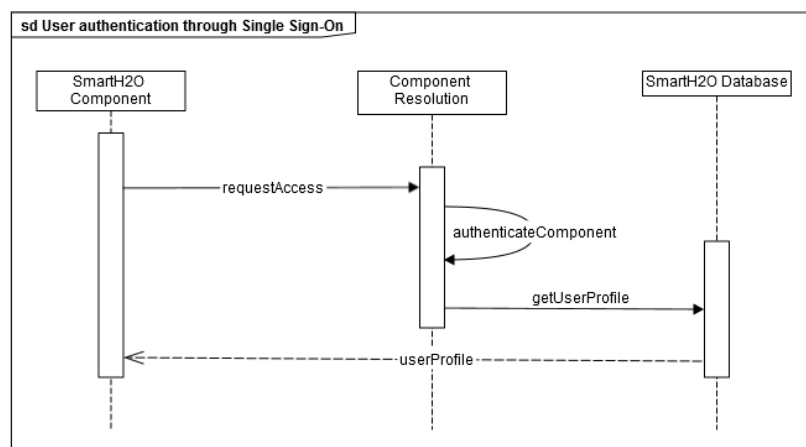 sd User authentication through Single Sign-On
SmartH2O
Component
Component
Resolution
SmartH2O Database
requestAccess
authenticateComponent
getUserProfile
userProfile